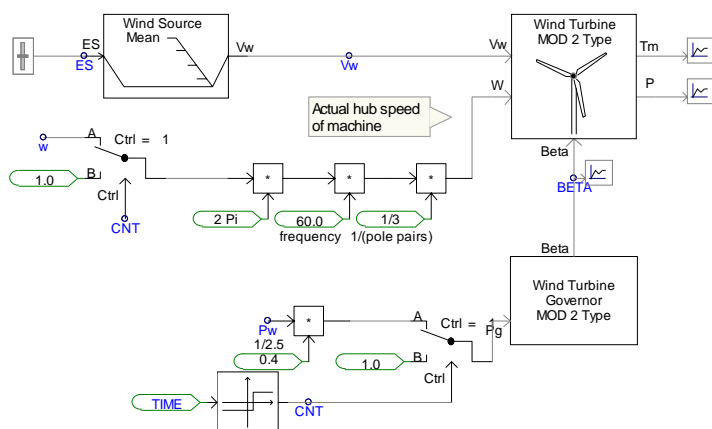 Wind Source
Mean
ES
ES
Vw
Vw
Vw
W
Wind Turbine
MOD 2 Type
Tm
P
Beta
Actual hub speed
of machine
w
A
B
Ctrl = 1
Ctrl
1.0
CNT
*
*
*
2 Pi
60.0
1/3
frequency
1/(pole pairs)
BETA
Beta
Wind Turbine
Governor
MOD 2 Type
Pw
*
1/2.5
0.4
A
B
Ctrl = 1
Ctrl
1.0
Pg
TIME
CNT